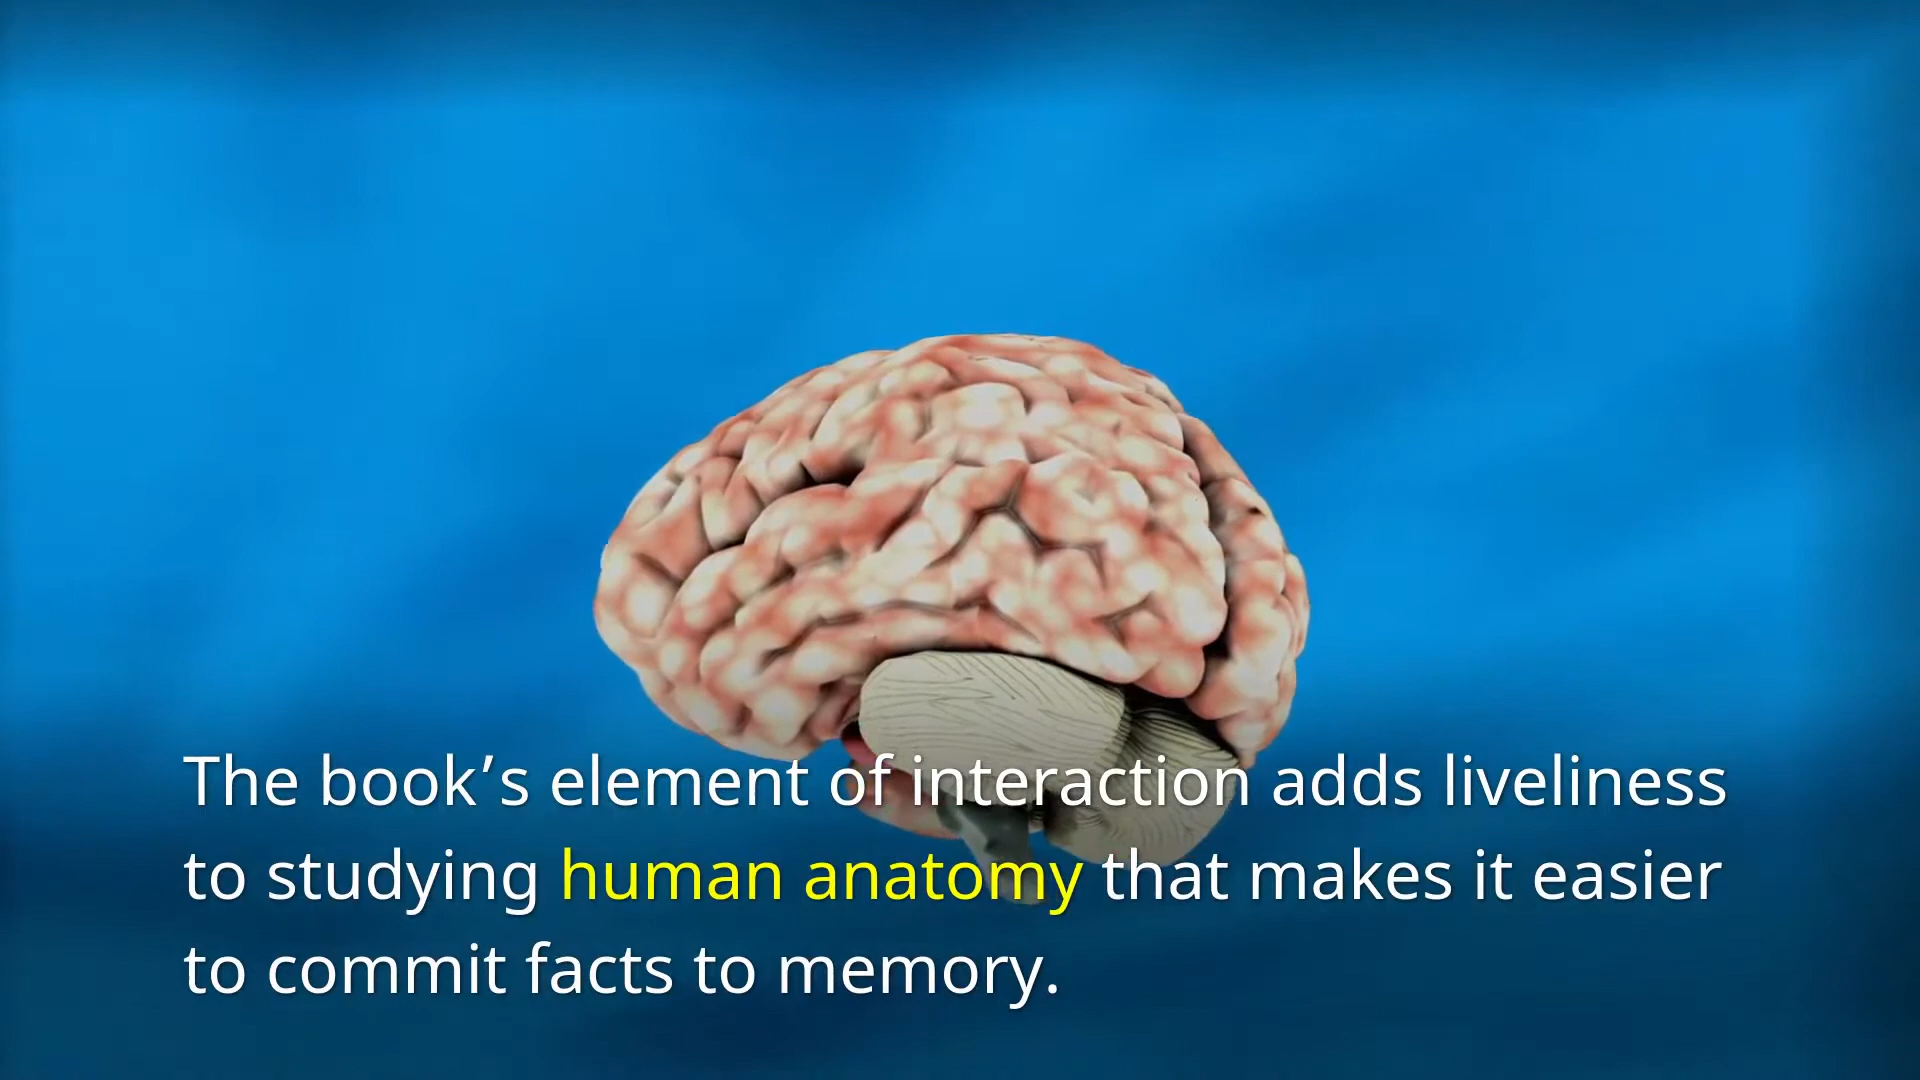 The book’s element of interaction adds liveliness
to studying human anatomy that makes it easier
to commit facts to memory.